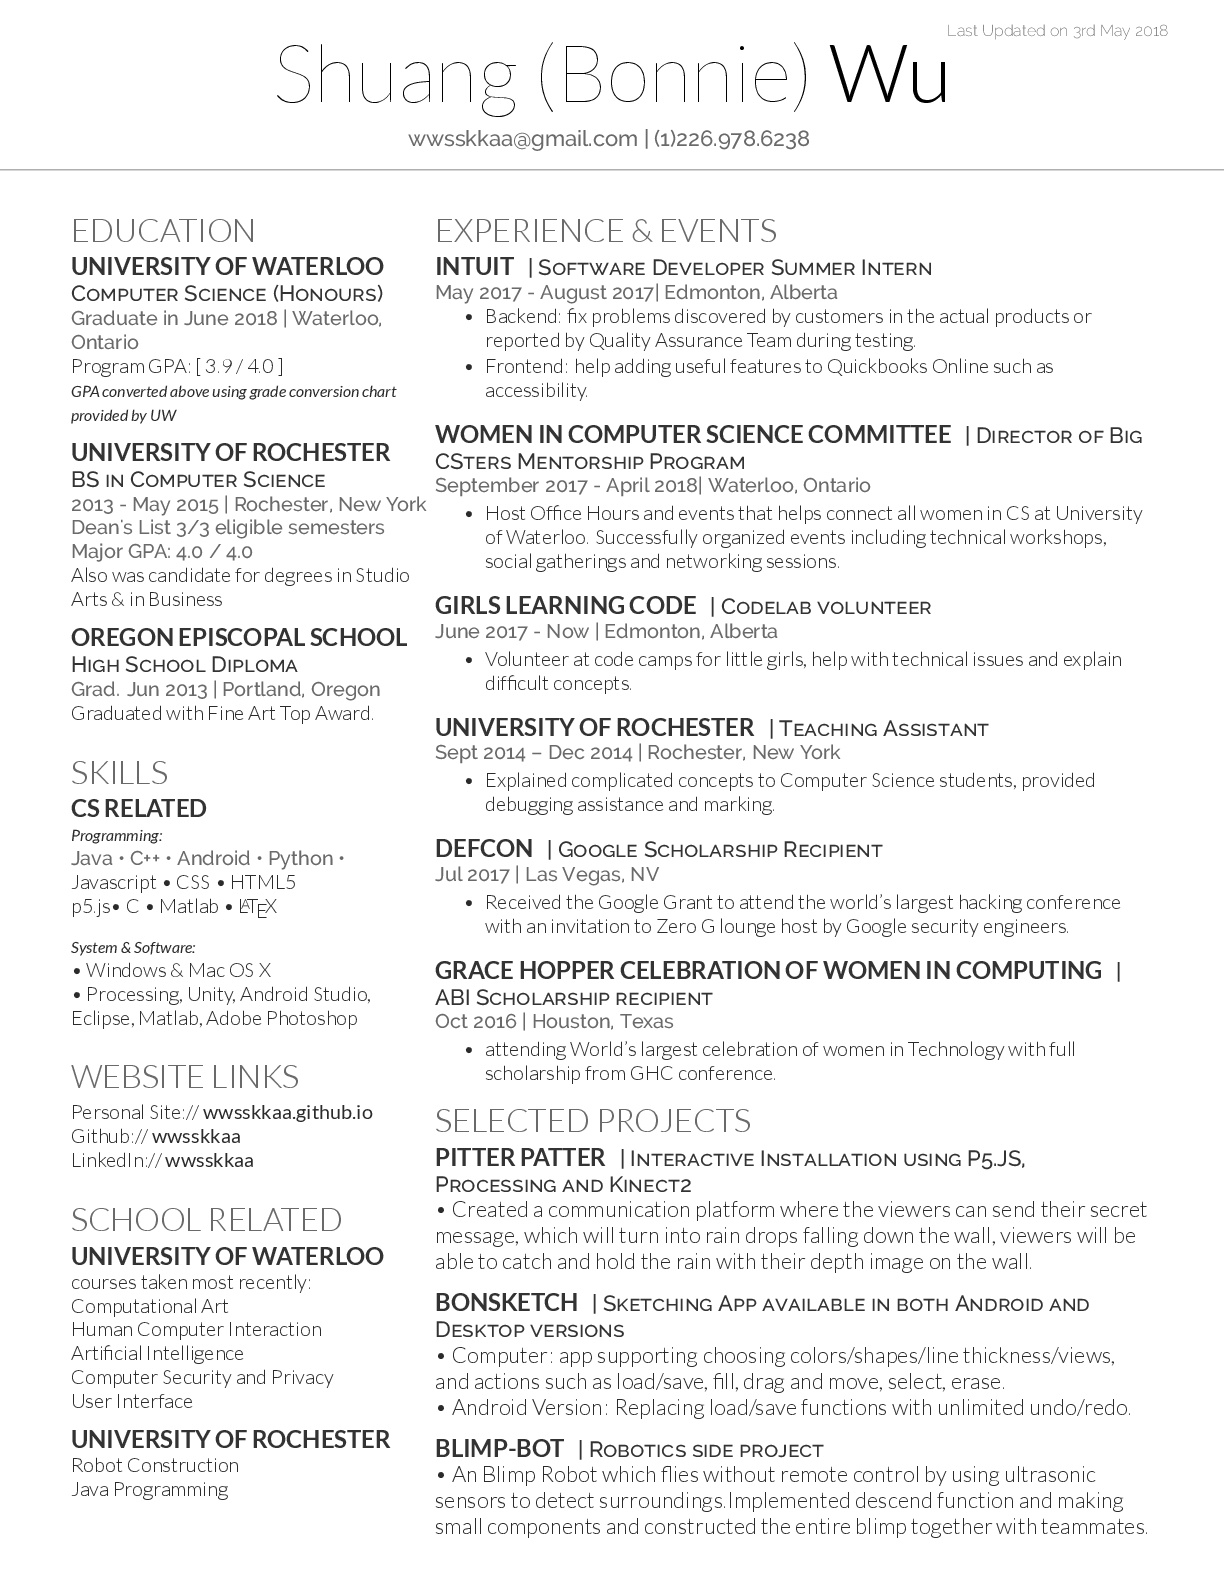 Last Updated on 3rd May 2018
Shuang (Bonnie) Wu
wwsskkaa@gmail.com | (1)226.978.6238
EDUCATION
UNIVERSITY OF WATERLOO
Computer Science (Honours)
Graduate in June 2018 | Waterloo,
Ontario
Program GPA: [ 3.9 / 4.0 ]
GPA converted above using grade conversion chart
provided by UW
UNIVERSITY OF ROCHESTER
BS in Computer Science
2013 - May 2015 | Rochester, New York
Dean's List 3/3 eligible semesters
Major GPA: 4.0 / 4.0
Also was candidate for degrees in Studio
Arts & in Business
OREGON EPISCOPAL SCHOOL
High School Diploma
Grad. Jun 2013 | Portland, Oregon
Graduated with Fine Art Top Award.
SKILLS
CS RELATED
Programming:
Java • C++ • Android • Python •
Javascript • CSS • HTML5
p5.js• C • Matlab • LATEX
System & Software:
• Windows & Mac OS X
• Processing, Unity, Android Studio,
Eclipse, Matlab, Adobe Photoshop
WEBSITE LINKS
Personal Site:// wwsskkaa.github.io
Github:// wwsskkaa
LinkedIn:// wwsskkaa
SCHOOL RELATED
UNIVERSITY OF WATERLOO
courses taken most recently:
Computational Art
Human Computer Interaction
Artificial Intelligence
Computer Security and Privacy
User Interface
UNIVERSITY OF ROCHESTER
Robot Construction
Java Programming
EXPERIENCE & EVENTS
INTUIT | Software Developer Summer Intern
May 2017 - August 2017| Edmonton, Alberta
• Backend: fix problems discovered by customers in the actual products or
reported by Quality Assurance Team during testing.
• Frontend: help adding useful features to Quickbooks Online such as
accessibility.
WOMEN IN COMPUTER SCIENCE COMMITTEE | Director of Big
CSters Mentorship Program
September 2017 - April 2018| Waterloo, Ontario
• Host Office Hours and events that helps connect all women in CS at University
of Waterloo. Successfully organized events including technical workshops,
social gatherings and networking sessions.
GIRLS LEARNING CODE | Codelab volunteer
June 2017 - Now | Edmonton, Alberta
• Volunteer at code camps for little girls, help with technical issues and explain
difficult concepts.
UNIVERSITY OF ROCHESTER | Teaching Assistant
Sept 2014 – Dec 2014 | Rochester, New York
• Explained complicated concepts to Computer Science students, provided
debugging assistance and marking.
DEFCON | Google Scholarship Recipient
Jul 2017 | Las Vegas, NV
• Received the Google Grant to attend the world's largest hacking conference
with an invitation to Zero G lounge host by Google security engineers.
GRACE HOPPER CELEBRATION OF WOMEN IN COMPUTING |
ABI Scholarship recipient
Oct 2016 | Houston, Texas
• attending World's largest celebration of women in Technology with full
scholarship from GHC conference.
SELECTED PROJECTS
PITTER PATTER | Interactive Installation using P5.JS,
Processing and Kinect2
• Created a communication platform where the viewers can send their secret
message, which will turn into rain drops falling down the wall, viewers will be
able to catch and hold the rain with their depth image on the wall.
BONSKETCH | Sketching App available in both Android and
Desktop versions
• Computer: app supporting choosing colors/shapes/line thickness/views,
and actions such as load/save, fill, drag and move, select, erase.
• Android Version: Replacing load/save functions with unlimited undo/redo.
BLIMP-BOT | Robotics side project
• An Blimp Robot which flies without remote control by using ultrasonic
sensors to detect surroundings.Implemented descend function and making
small components and constructed the entire blimp together with teammates.